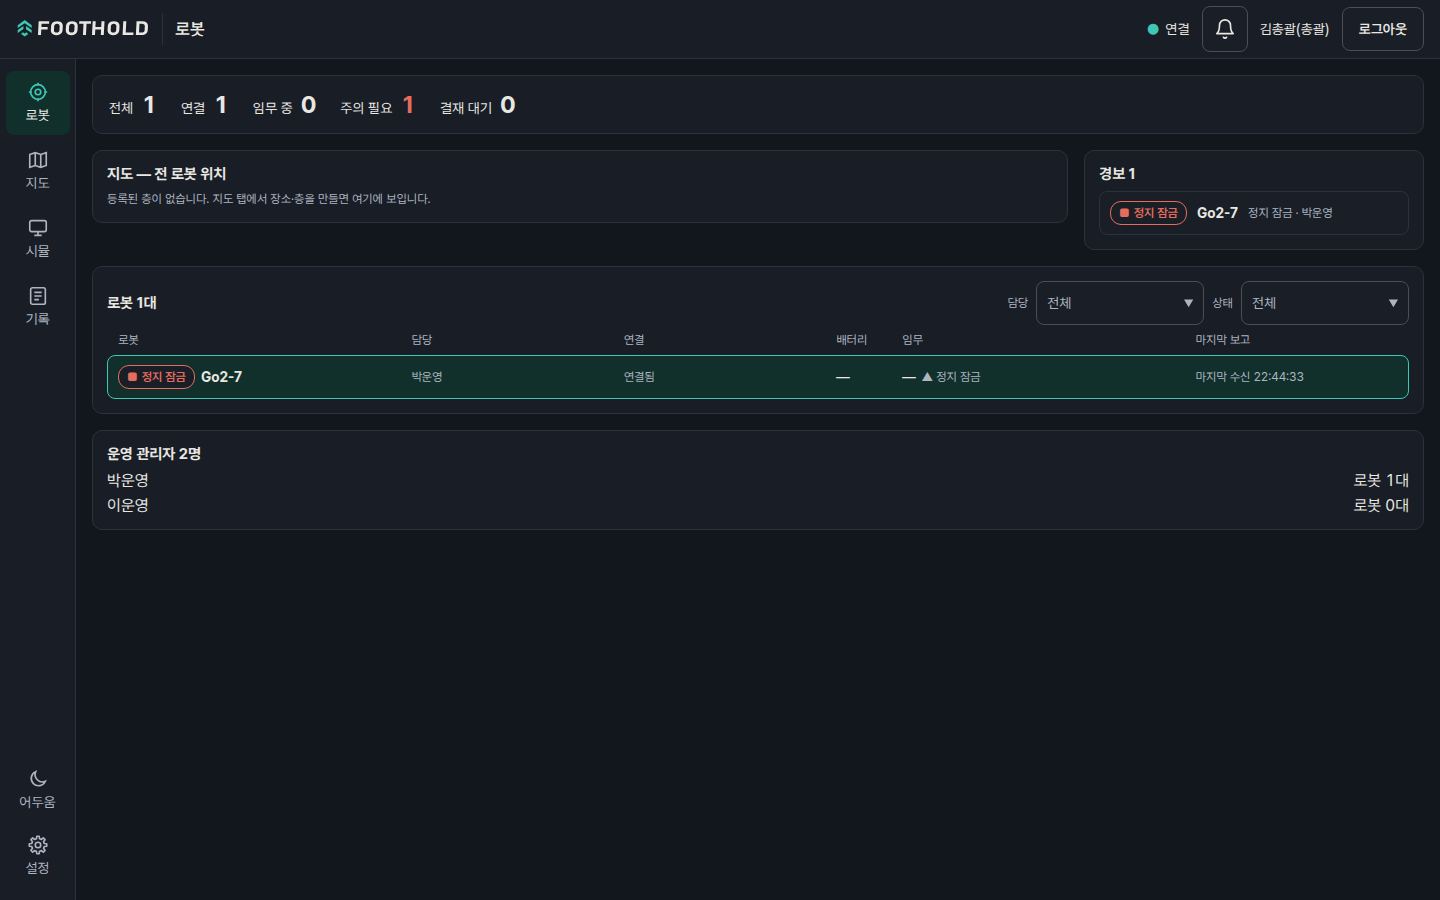 FOOTHOLD 로봇 연결 김총괄(총괄) 로그아웃
로봇
지도
시뮬
기록
어두움
설정
전체 1 연결 1 임무 중 0 주의 필요 1 결재 대기 0
지도 — 전 로봇 위치
등록된 층이 없습니다. 지도 탭에서 장소·층을 만들면 여기에 보입니다.
경보 1
정지 잠금 Go2-7 정지 잠금 · 박운영
로봇 1대 담당 전체 상태 전체
로봇 담당 연결 배터리 임무 마지막 보고
정지 잠금 Go2-7 박운영 연결됨 — — ▲ 정지 잠금 마지막 수신 22:44:33
운영 관리자 2명
박운영 로봇 1대
이운영 로봇 0대